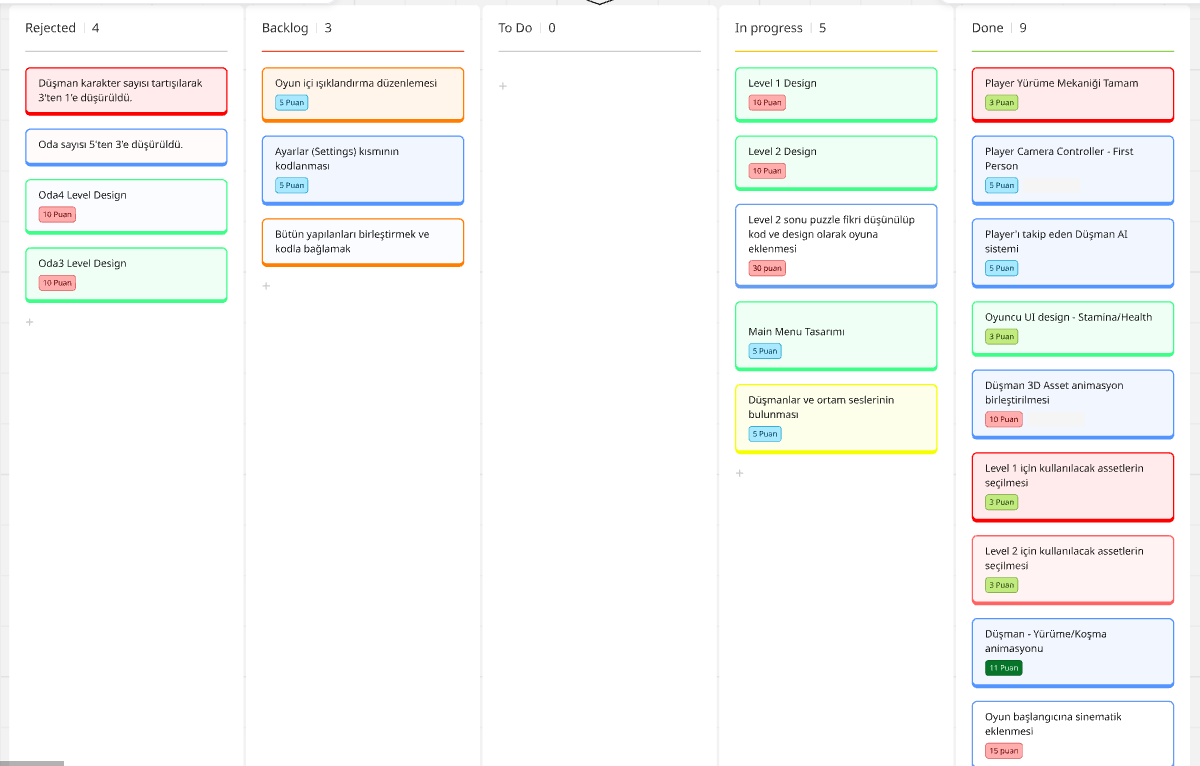 Rejected 4
Düşman karakter sayısı tartışılarak
3'ten 1'e düşürüldü.
Oda sayısı 5'ten 3'e düşürüldü.
Oda4 Level Design
10 Puan
Oda3 Level Design
10 Puan
Backlog 3
Oyun içi ışıklandırma düzenlemesi
5 Puan
Ayarlar (Settings) kısmının
kodlanması
5 Puan
Bütün yapılanları birleştirmek ve
kodla bağlamak
To Do 0
In progress 5
Level 1 Design
10 Puan
Level 2 Design
10 Puan
Level 2 sonu puzzle fikri düşünülüp
kod ve design olarak oyuna
eklenmesi
30 puan
Main Menu Tasarımı
5 Puan
Düşmanlar ve ortam seslerinin
bulunması
5 Puan
Done 9
Player Yürüme Mekaniği Tamam
3 Puan
Player Camera Controller - First
Person
5 Puan
Player'ı takip eden Düşman AI
sistemi
5 Puan
Oyuncu UI design - Stamina/Health
3 Puan
Düşman 3D Asset animasyon
birleştirilmesi
10 Puan
Level 1 için kullanılacak assetlerin
seçilmesi
3 Puan
Level 2 için kullanılacak assetlerin
seçilmesi
3 Puan
Düşman - Yürüme/Koşma
animasyonu
11 Puan
Oyun başlangıcına sinematik
eklenmesi
15 puan